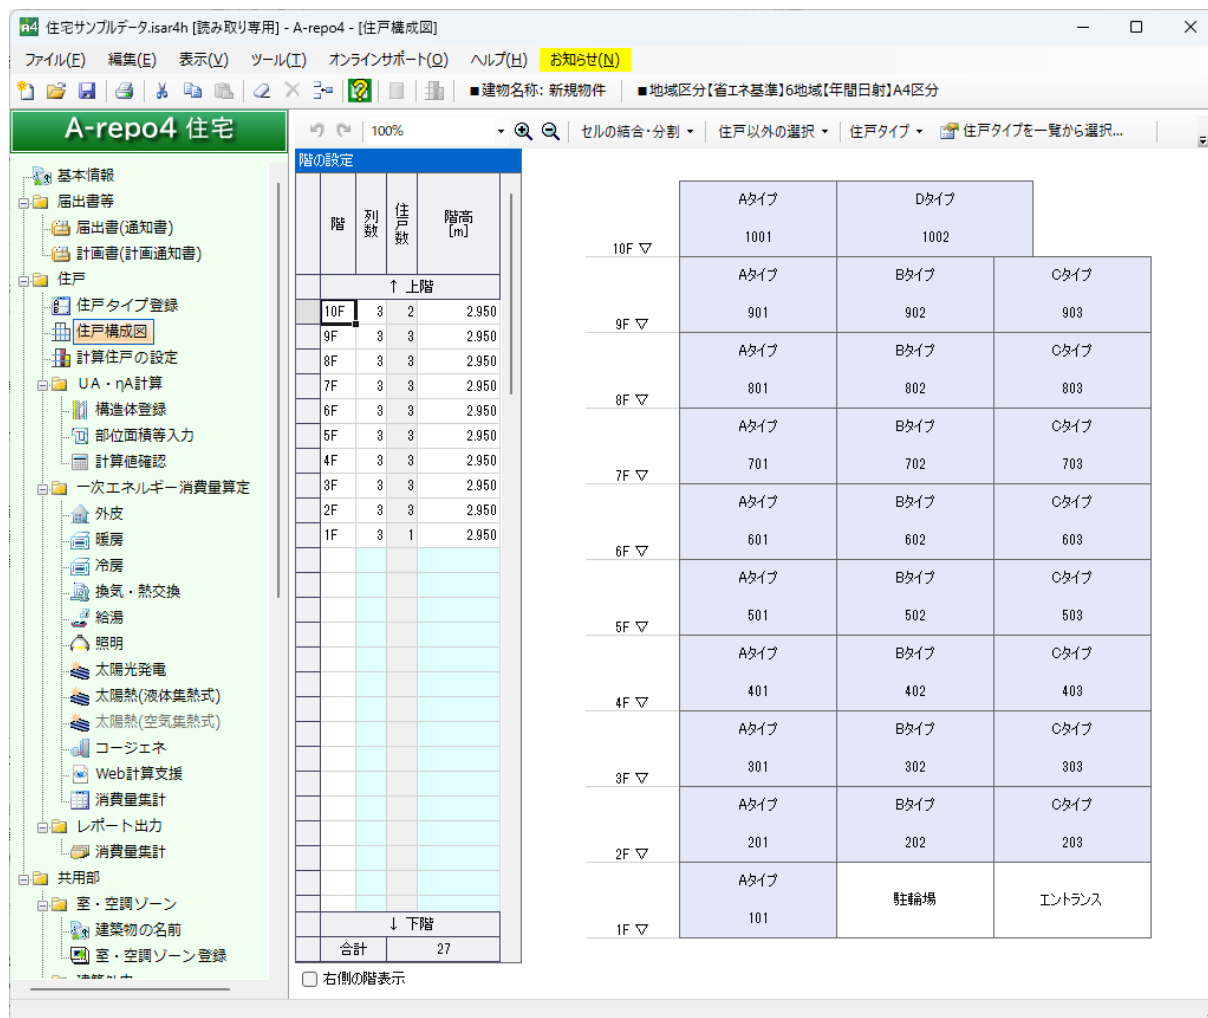 住宅サンプルデータ.isar4h [読み取り専用] - A-repo4 - [住戸構成図]
ファイル(F) 編集(E) 表示(V) ツール(T) オンラインサポート(O) ヘルプ(H) お知らせ(N)
■建物名称: 新規物件 ■地域区分【省エネ基準】6地域【年間日射】A4区分
A-repo4 住宅
基本情報
届出書等
届出書(通知書)
計画書(計画通知書)
住戸
住戸タイプ登録
住戸構成図
計算住戸の設定
UA・ηA計算
構造体登録
部位面積等入力
計算値確認
一次エネルギー消費量算定
外皮
暖房
冷房
換気・熱交換
給湯
照明
太陽光発電
太陽熱(液体集熱式)
太陽熱(空気集熱式)
コージェネ
Web計算支援
消費量集計
レポート出力
消費量集計
共用部
室・空調ゾーン
建築物の名前
室・空調ゾーン登録
100% セルの結合・分割 住戸以外の選択 住戸タイプ 住戸タイプを一覧から選択...
階の設定
階 列数 住戸数 階高[m]
↑ 上階
10F 3 2 2.950
9F 3 3 2.950
8F 3 3 2.950
7F 3 3 2.950
6F 3 3 2.950
5F 3 3 2.950
4F 3 3 2.950
3F 3 3 2.950
2F 3 3 2.950
1F 3 1 2.950
↓ 下階
合計 27
右側の階表示
Aタイプ Dタイプ
1001 1002
10F ▽
Aタイプ Bタイプ Cタイプ
901 902 903
9F ▽
Aタイプ Bタイプ Cタイプ
801 802 803
8F ▽
Aタイプ Bタイプ Cタイプ
701 702 703
7F ▽
Aタイプ Bタイプ Cタイプ
601 602 603
6F ▽
Aタイプ Bタイプ Cタイプ
501 502 503
5F ▽
Aタイプ Bタイプ Cタイプ
401 402 403
4F ▽
Aタイプ Bタイプ Cタイプ
301 302 303
3F ▽
Aタイプ Bタイプ Cタイプ
201 202 203
2F ▽
Aタイプ
駐輪場 エントランス
101
1F ▽